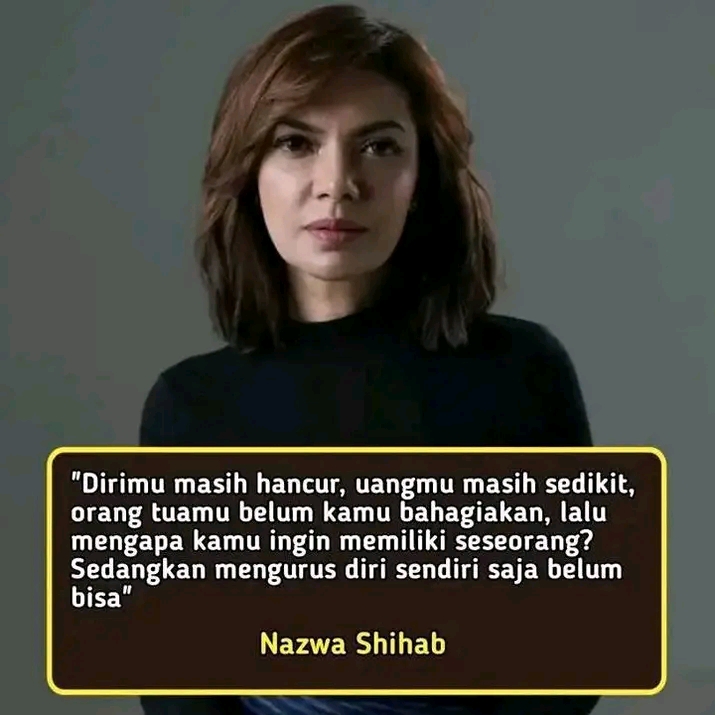 "Dirimu masih hancur, uangmu masih sedikit,
orang tuamu belum kamu bahagiakan, lalu
mengapa kamu ingin memiliki seseorang?
Sedangkan mengurus diri sendiri saja belum
bisa"
Nazwa Shihab